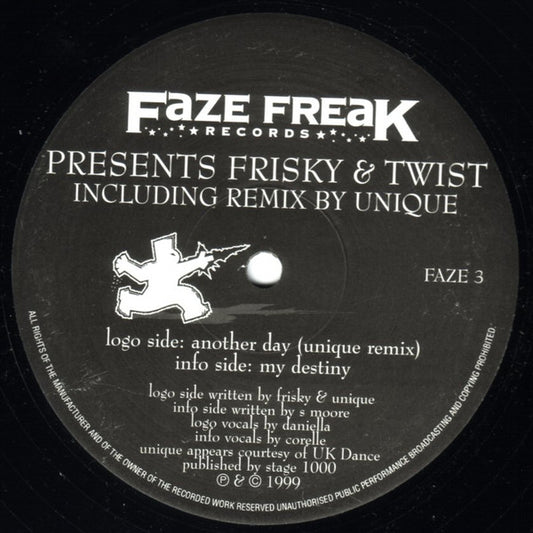 FaZE FREaK
RECORDS
PRESENTS FRISKY & TWIST
INCLUDING REMIX BY UNIQUE
FAZE 3
logo side: another day (unique remix)
info side: my destiny
logo side written by frisky & unique
info side written by s moore
logo vocals by daniella
info vocals by corelle
unique appears courtesy of UK Dance
published by stage 1000
℗ & © 1999
ALL RIGHTS OF THE MANUFACTURER AND OF THE OWNER OF THE RECORDED WORK RESERVED UNAUTHORISED PUBLIC PERFORMANCE BROADCASTING AND COPYING PROHIBITED